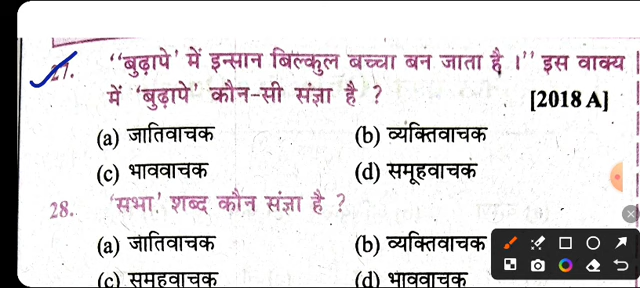 27. “बुढ़ापे’ में इन्सान बिल्कुल बच्चा बन जाता है ।” इस वाक्य
में ‘बुढ़ापे’ कौन-सी संज्ञा है ? [2018 A]
(a) जातिवाचक (b) व्यक्तिवाचक
(c) भाववाचक (d) समूहवाचक
28. ‘सभा’ शब्द कौन संज्ञा है ?
(a) जातिवाचक (b) व्यक्तिवाचक
(c) समूहवाचक (d) भाववाचक